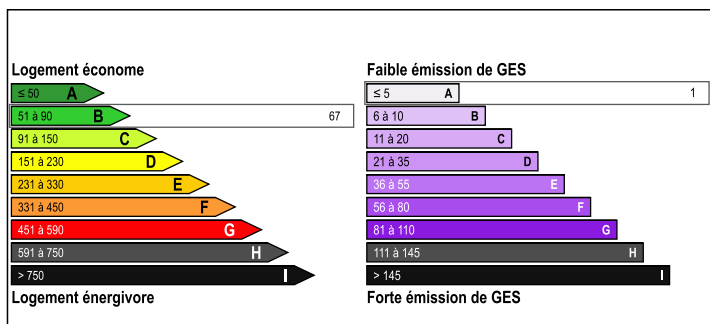 Logement économe
≤ 50 A
51 à 90 B 67
91 à 150 C
151 à 230 D
231 à 330 E
331 à 450 F
451 à 590 G
591 à 750 H
> 750 I
Logement énergivore
Faible émission de GES
≤ 5 A 1
6 à 10 B
11 à 20 C
21 à 35 D
36 à 55 E
56 à 80 F
81 à 110 G
111 à 145 H
> 145 I
Forte émission de GES